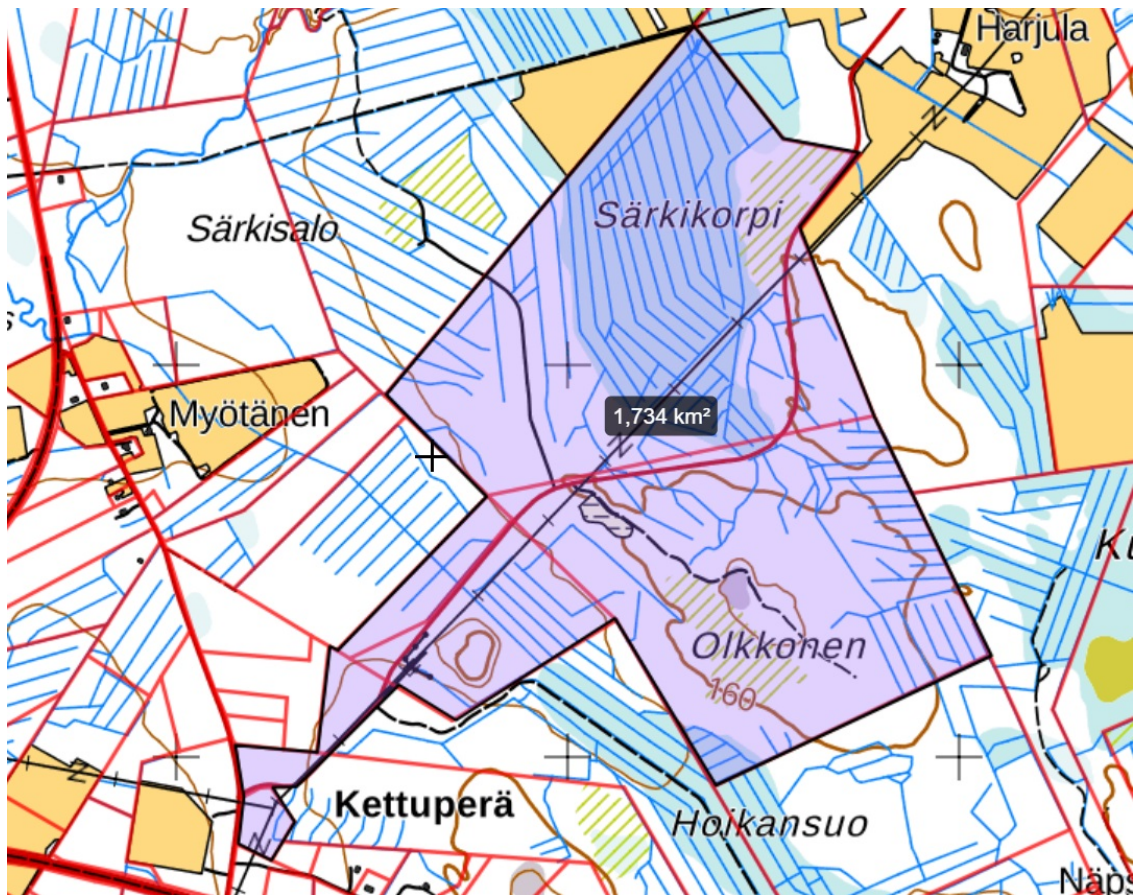 Harjula
Särkisalo
Särkikorpi
Myötänen
1,734 km²
Olkkonen
160
Kettuperä
Hoikansuo